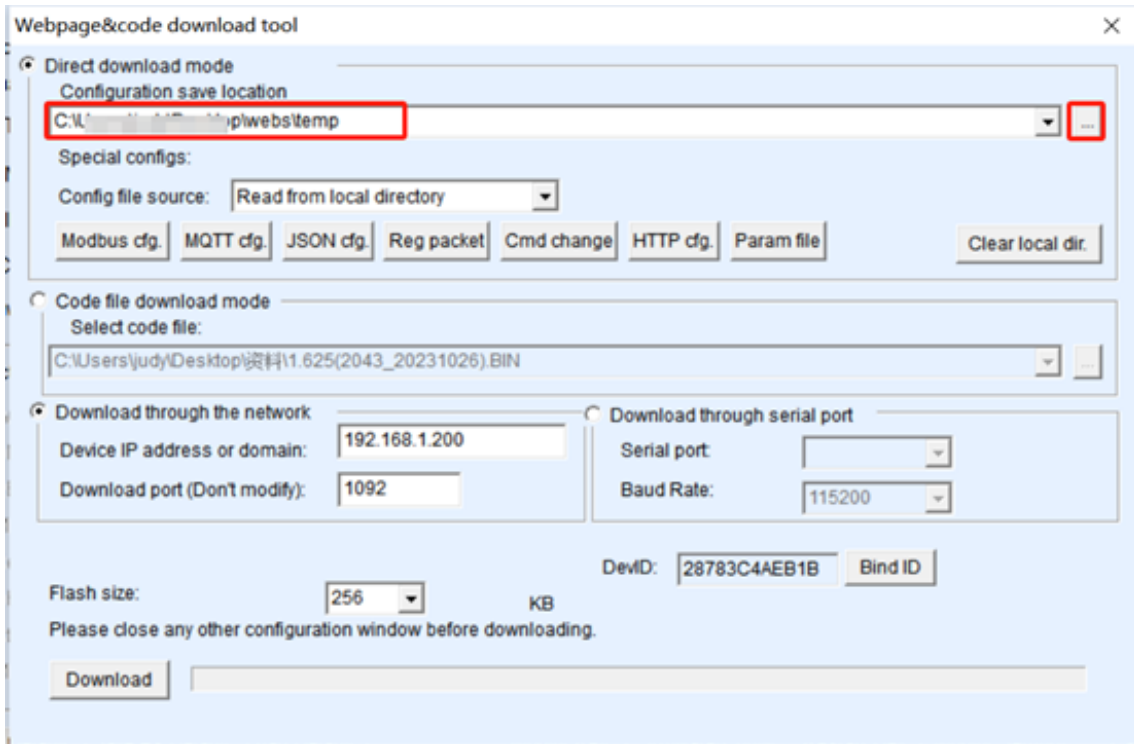 Webpage&code download tool
Direct download mode
Configuration save location
C:\U p\webs\temp
...
Special configs:
Config file source: Read from local directory
Modbus cfg. MQTT cfg. JSON cfg. Reg packet Cmd change HTTP cfg. Param file Clear local dir.
Code file download mode
Select code file:
C:\Users\judy\Desktop\资料\1.625(2043_20231026).BIN ...
Download through the network Download through serial port
Device IP address or domain: 192.168.1.200 Serial port:
Download port (Don't modify): 1092 Baud Rate: 115200
DevID: 28783C4AEB1B Bind ID
Flash size: 256 KB
Please close any other configuration window before downloading.
Download